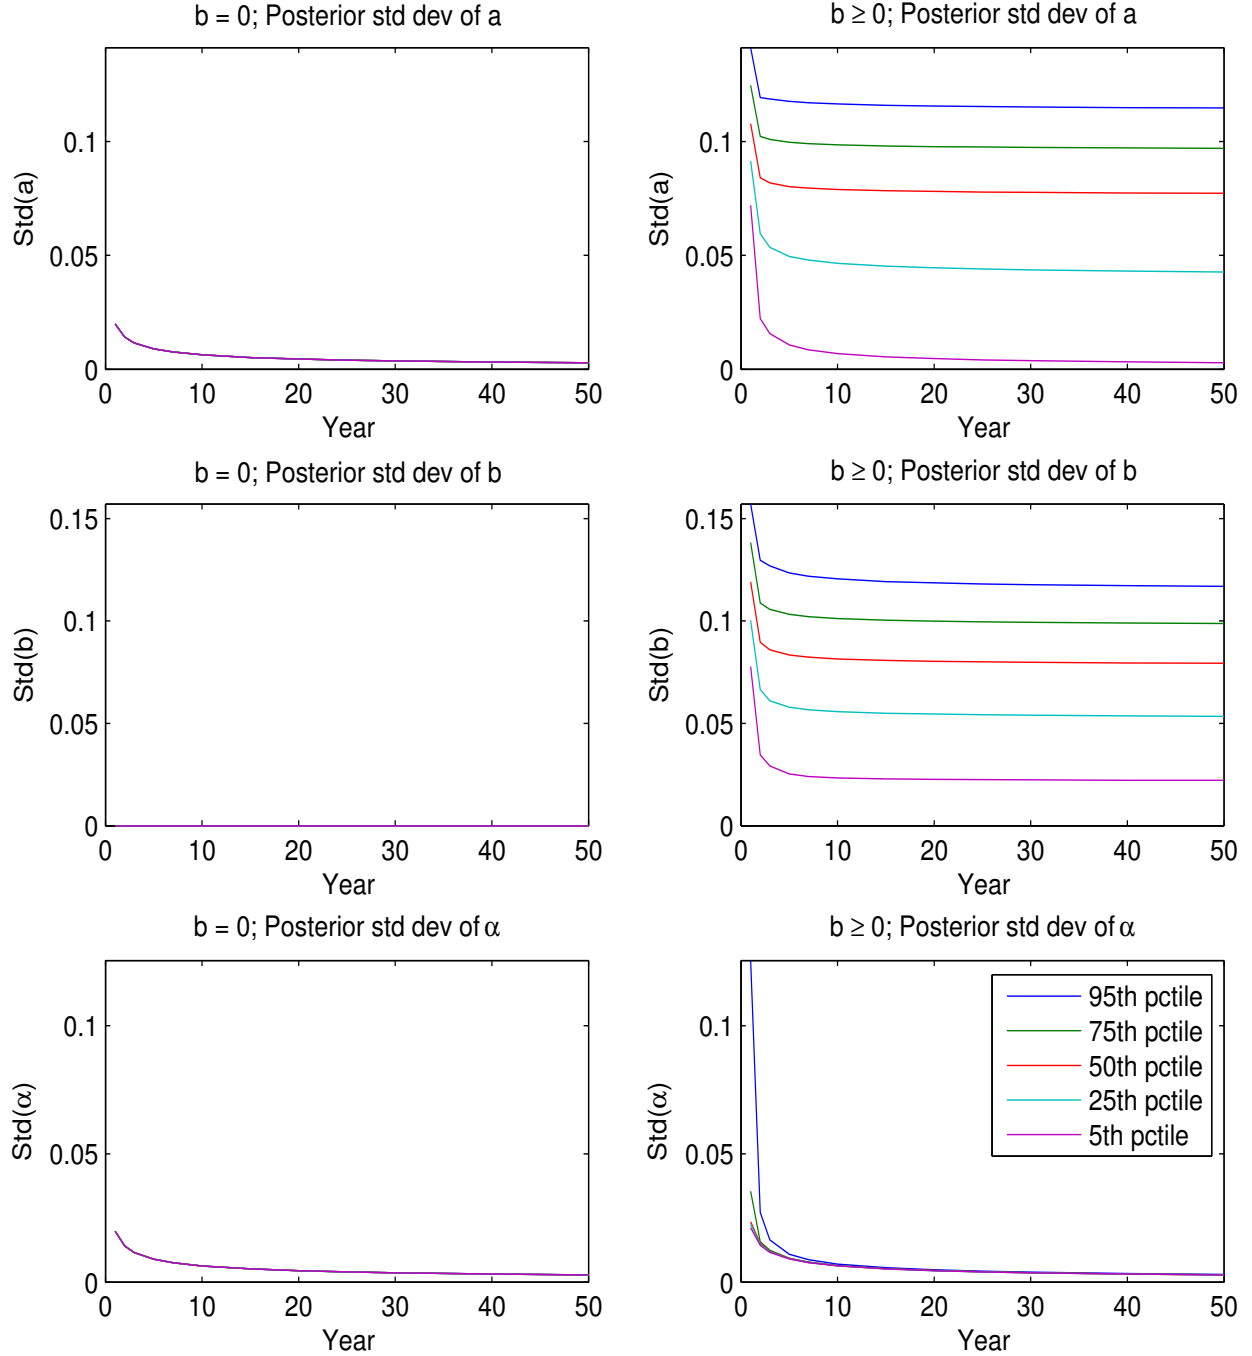 b = 0; Posterior std dev of a
Std(a)
0.1
0.05
0
0 10 20 30 40 50
Year
b ≥ 0; Posterior std dev of a
Std(a)
0.1
0.05
0
0 10 20 30 40 50
Year
b = 0; Posterior std dev of b
Std(b)
0.15
0.1
0.05
0
0 10 20 30 40 50
Year
b ≥ 0; Posterior std dev of b
Std(b)
0.15
0.1
0.05
0
0 10 20 30 40 50
Year
b = 0; Posterior std dev of α
Std(α)
0.1
0.05
0
0 10 20 30 40 50
Year
b ≥ 0; Posterior std dev of α
Std(α)
0.1
0.05
0
0 10 20 30 40 50
Year
95th pctile
75th pctile
50th pctile
25th pctile
5th pctile